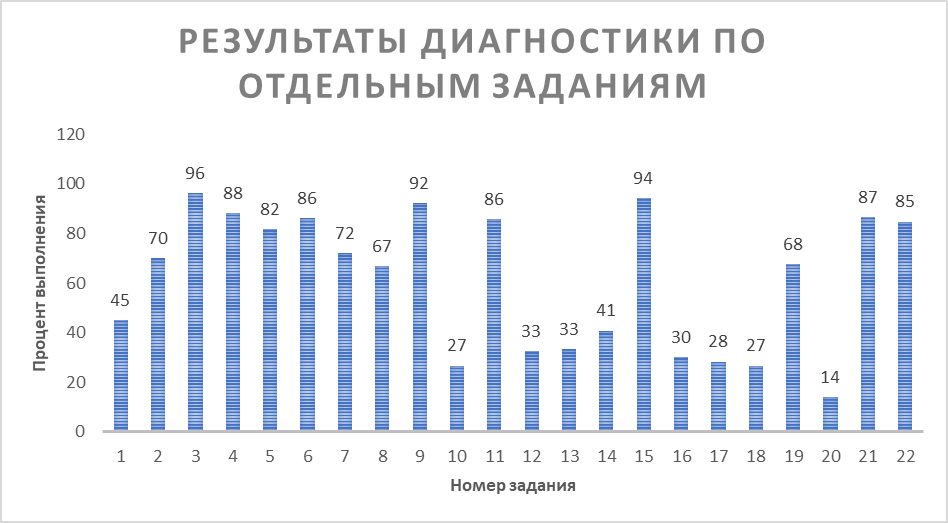 РЕЗУЛЬТАТЫ ДИАГНОСТИКИ ПО
ОТДЕЛЬНЫМ ЗАДАНИЯМ
Процент выполнения
120
100
80
60
40
20
0
45 70 96 88 82 86 72 67 92 27 86 33 33 41 94 30 28 27 68 14 87 85
1 2 3 4 5 6 7 8 9 10 11 12 13 14 15 16 17 18 19 20 21 22
Номер задания